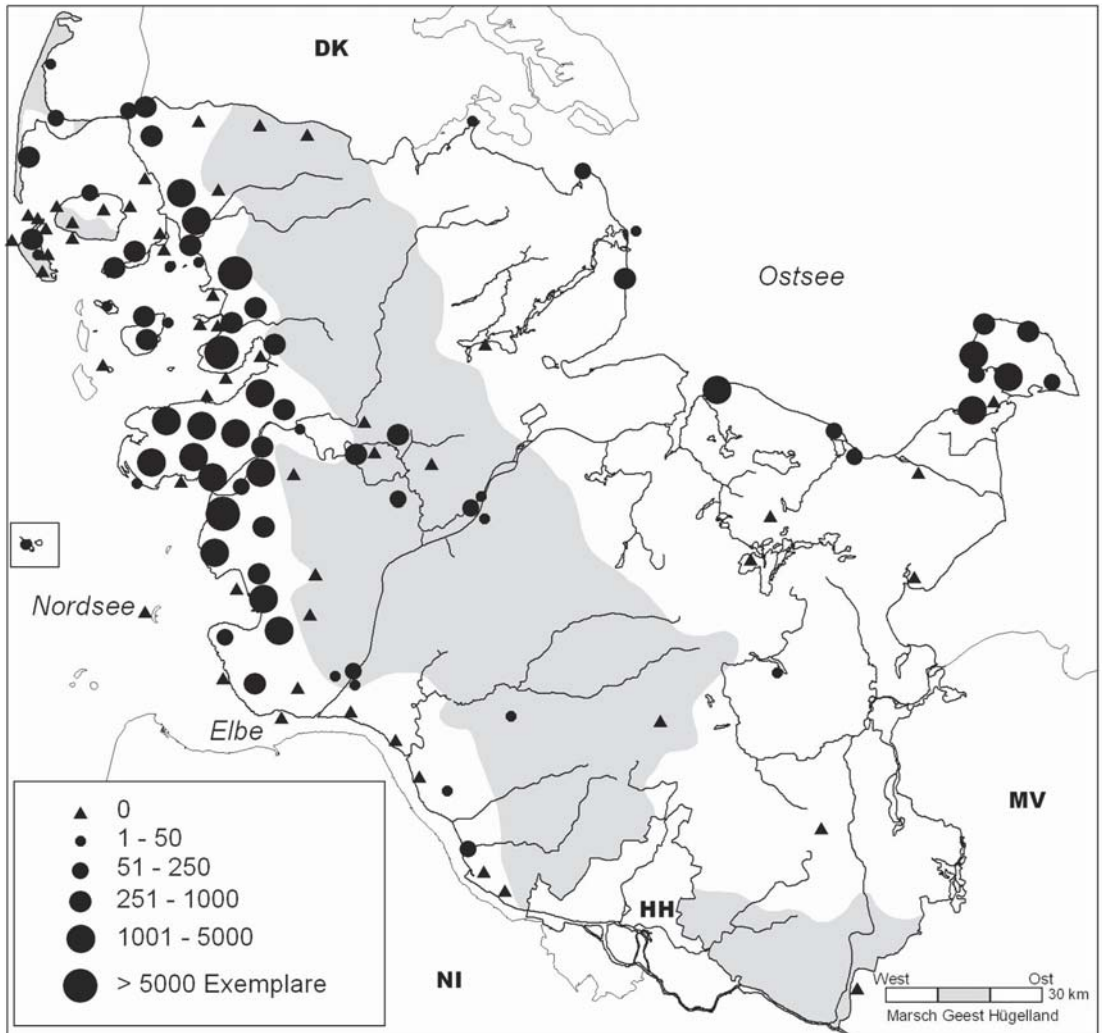 DK
Ostsee
Nordsee
Elbe
MV
HH
NI
0
1 - 50
51 - 250
251 - 1000
1001 - 5000
> 5000 Exemplare
West Ost
30 km
Marsch Geest Hügelland